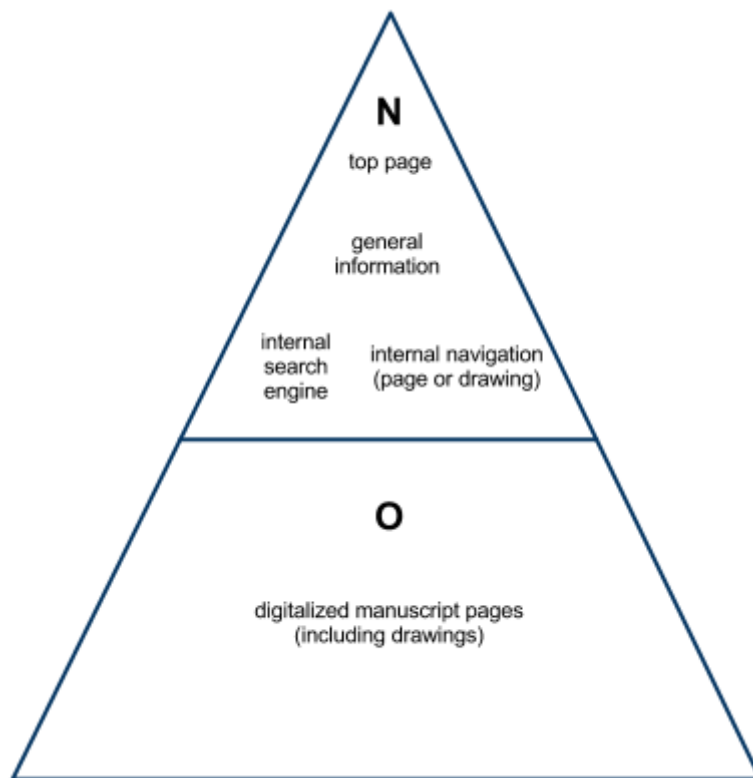 N
top page
general
information
internal
search
engine
internal navigation
(page or drawing)
O
digitalized manuscript pages
(including drawings)